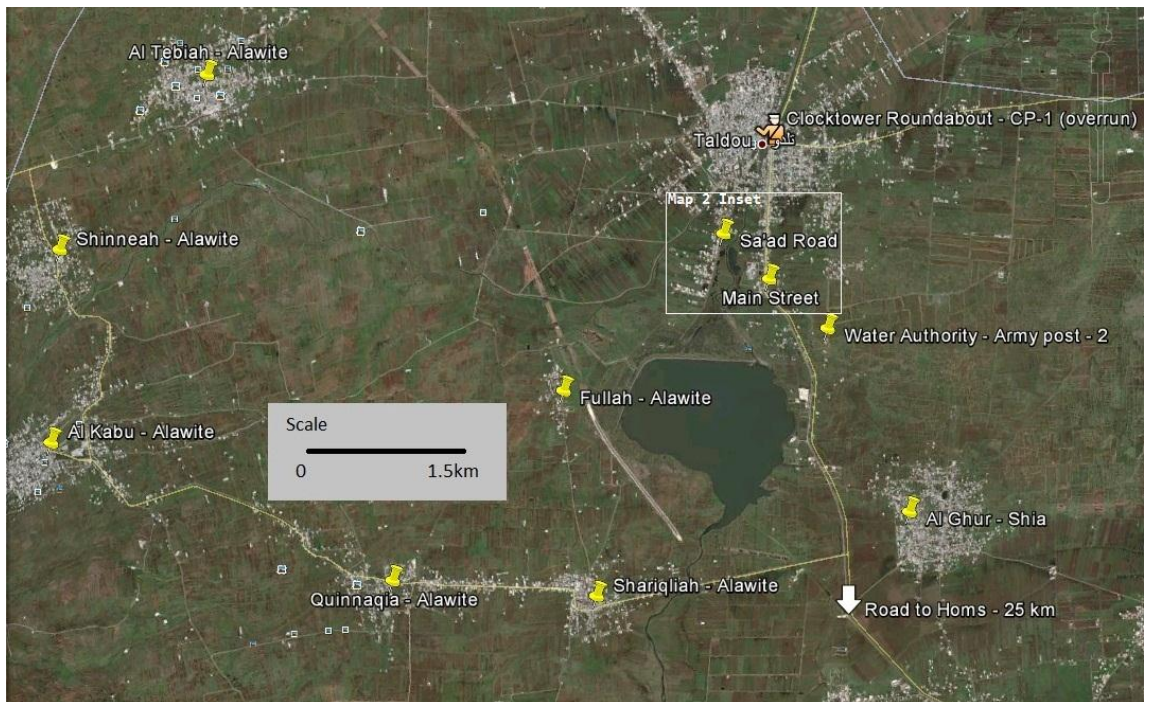 Al Tebiah - Alawite
Clocktower Roundabout - CP-1 (overrun)
Taldou, تلدو
Map 2 Inset
Shinneah - Alawite
Sa'ad Road
Main Street
Water Authority - Army post - 2
Fullah - Alawite
Al Kabu - Alawite
Scale
0 1.5km
Al Ghur - Shia
Quinnaqia - Alawite
Shariqliah - Alawite
Road to Homs - 25 km